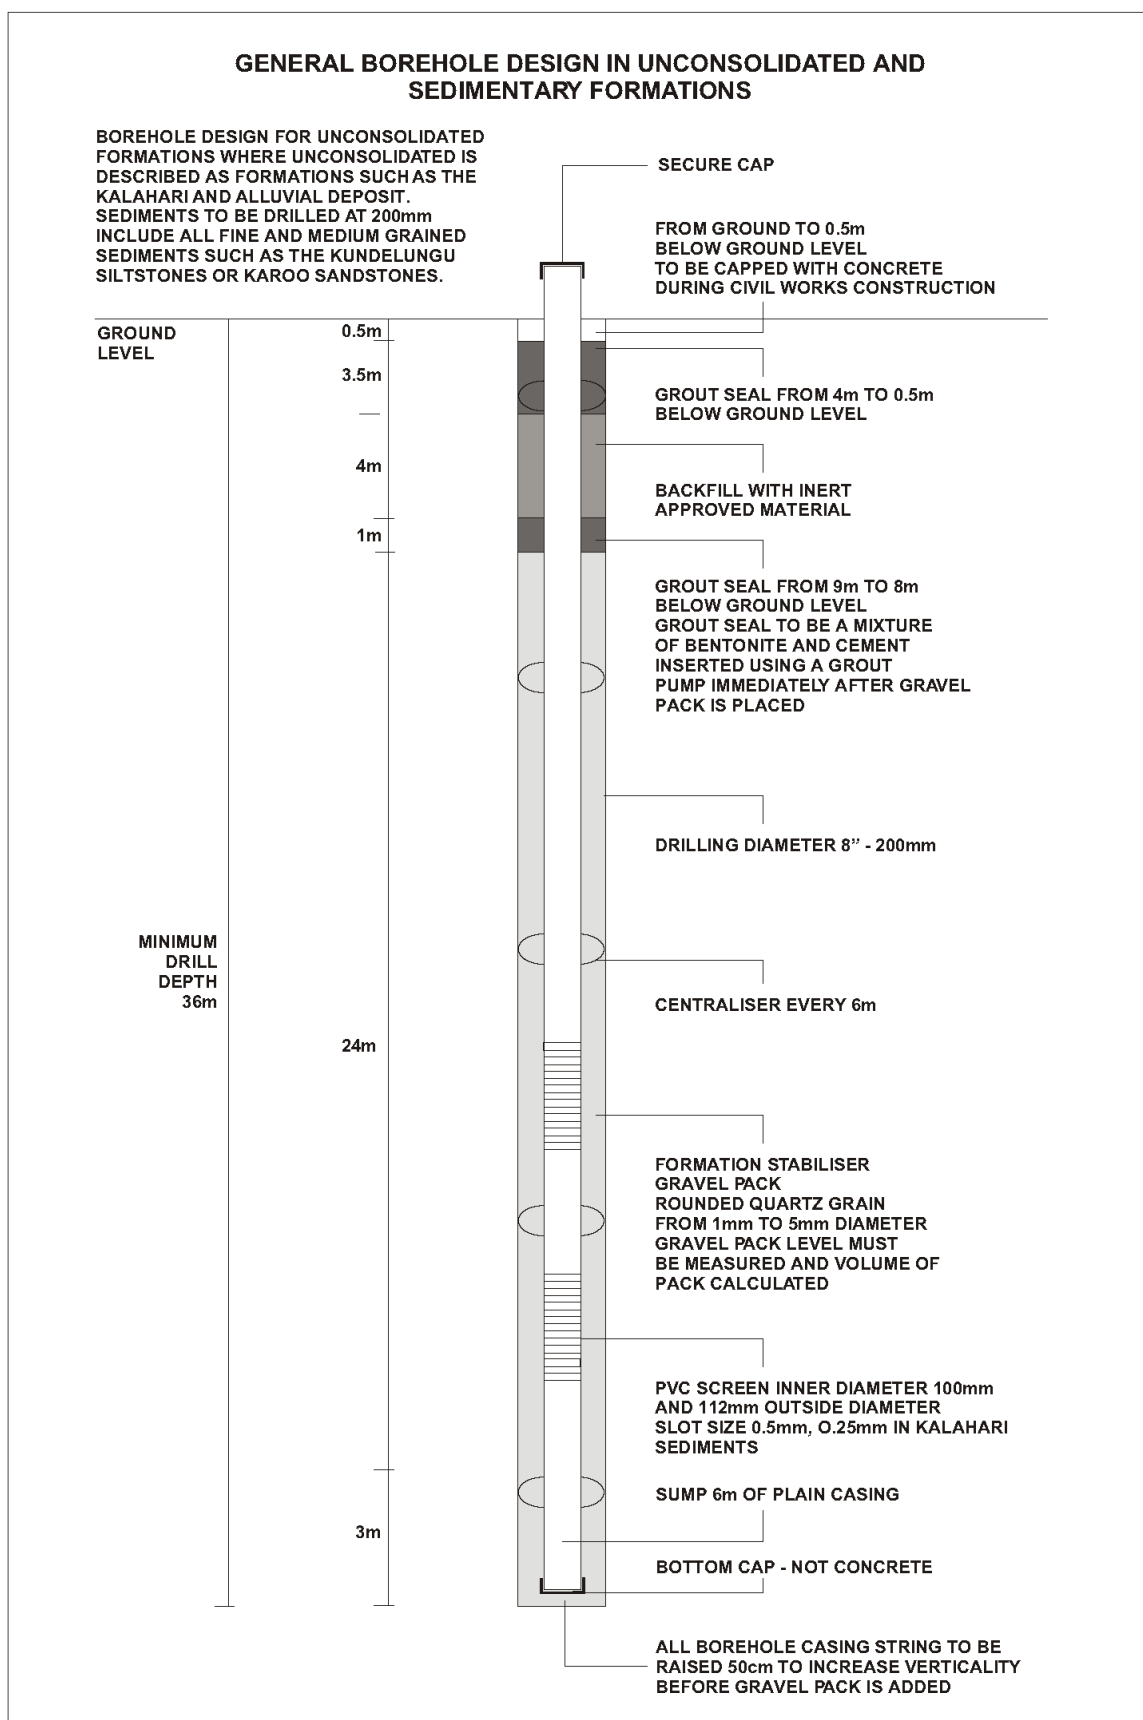 GENERAL BOREHOLE DESIGN IN UNCONSOLIDATED AND
SEDIMENTARY FORMATIONS
BOREHOLE DESIGN FOR UNCONSOLIDATED
FORMATIONS WHERE UNCONSOLIDATED IS
DESCRIBED AS FORMATIONS SUCH AS THE
KALAHARI AND ALLUVIAL DEPOSIT.
SEDIMENTS TO BE DRILLED AT 200mm
INCLUDE ALL FINE AND MEDIUM GRAINED
SEDIMENTS SUCH AS THE KUNDELUNGU
SILTSTONES OR KAROO SANDSTONES.
SECURE CAP
FROM GROUND TO 0.5m
BELOW GROUND LEVEL
TO BE CAPPED WITH CONCRETE
DURING CIVIL WORKS CONSTRUCTION
GROUND
LEVEL
0.5m
3.5m
GROUT SEAL FROM 4m TO 0.5m
BELOW GROUND LEVEL
4m
BACKFILL WITH INERT
APPROVED MATERIAL
1m
GROUT SEAL FROM 9m TO 8m
BELOW GROUND LEVEL
GROUT SEAL TO BE A MIXTURE
OF BENTONITE AND CEMENT
INSERTED USING A GROUT
PUMP IMMEDIATELY AFTER GRAVEL
PACK IS PLACED
DRILLING DIAMETER 8” - 200mm
MINIMUM
DRILL
DEPTH
36m
CENTRALISER EVERY 6m
24m
FORMATION STABILISER
GRAVEL PACK
ROUNDED QUARTZ GRAIN
FROM 1mm TO 5mm DIAMETER
GRAVEL PACK LEVEL MUST
BE MEASURED AND VOLUME OF
PACK CALCULATED
PVC SCREEN INNER DIAMETER 100mm
AND 112mm OUTSIDE DIAMETER
SLOT SIZE 0.5mm, O.25mm IN KALAHARI
SEDIMENTS
SUMP 6m OF PLAIN CASING
3m
BOTTOM CAP - NOT CONCRETE
ALL BOREHOLE CASING STRING TO BE
RAISED 50cm TO INCREASE VERTICALITY
BEFORE GRAVEL PACK IS ADDED